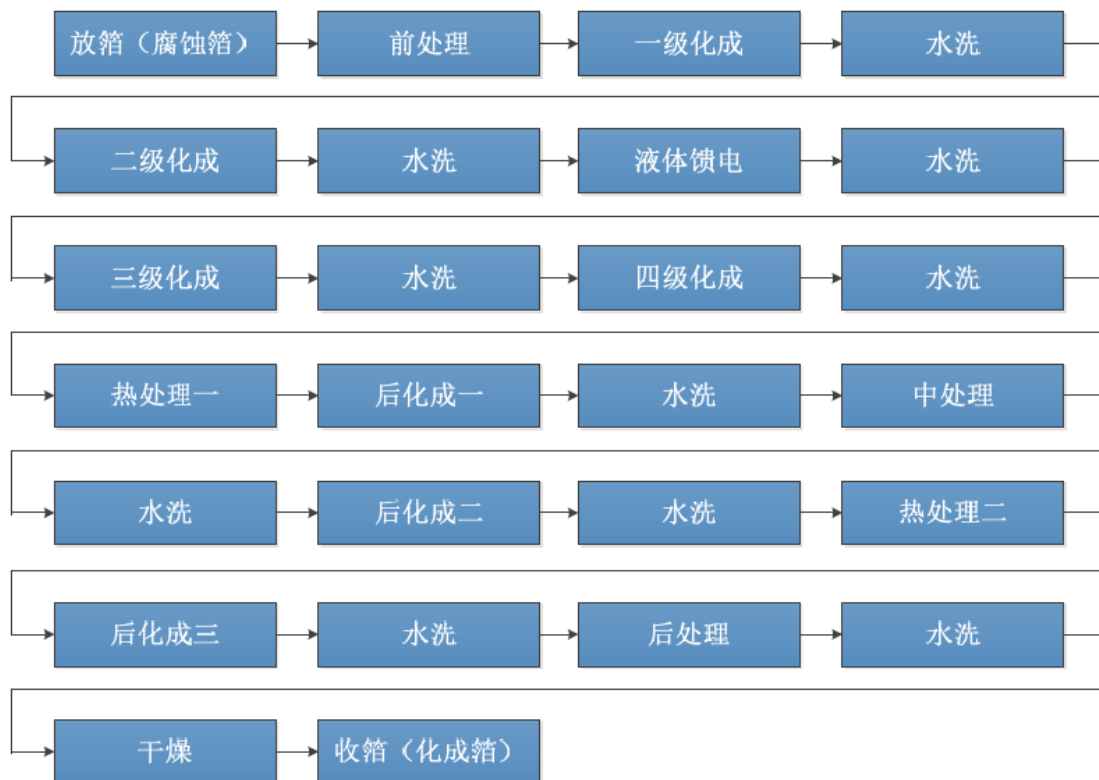 放箔（腐蚀箔）
前处理
一级化成
水洗
二级化成
水洗
液体馈电
水洗
三级化成
水洗
四级化成
水洗
热处理一
后化成一
水洗
中处理
水洗
后化成二
水洗
热处理二
后化成三
水洗
后处理
水洗
干燥
收箔（化成箔）